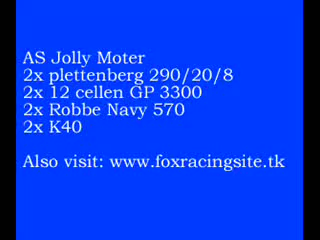 AS Jolly Moter
2x plettenberg 290/20/8
2x 12 cellen GP 3300
2x Robbe Navy 570
2x K40
Also visit: www.foxracingsite.tk